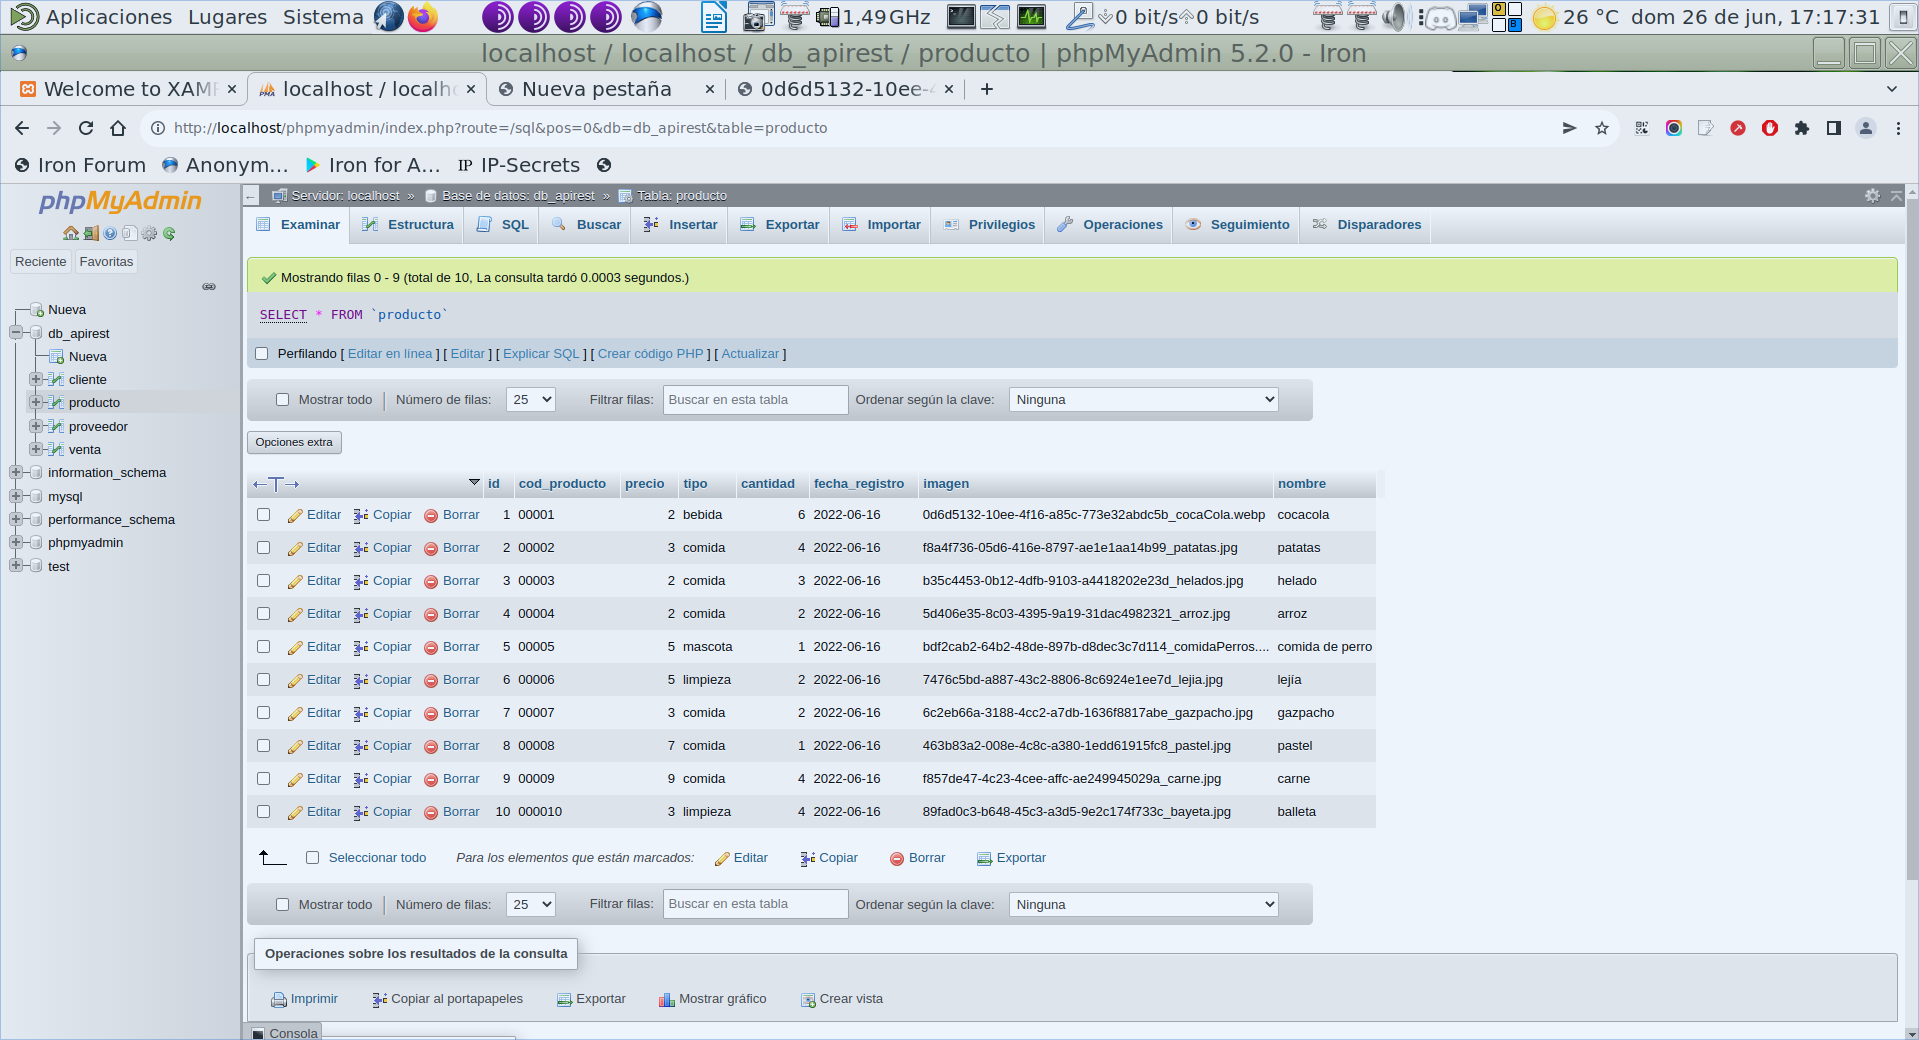 Aplicaciones Lugares Sistema 1,49 GHz 0 bit/s 0 bit/s 26 °C dom 26 de jun, 17:17:31
localhost / localhost / db_apirest / producto | phpMyAdmin 5.2.0 - Iron
Welcome to XAM localhost / localh Nueva pestaña 0d6d5132-10ee-
http://localhost/phpmyadmin/index.php?route=/sql&pos=0&db=db_apirest&table=producto
Iron Forum Anonym... Iron for A... IP IP-Secrets
phpMyAdmin
Reciente Favoritas
Nueva
db_apirest
Nueva
cliente
producto
proveedor
venta
information_schema
mysql
performance_schema
phpmyadmin
test
Servidor: localhost » Base de datos: db_apirest » Tabla: producto
Examinar Estructura SQL Buscar Insertar Exportar Importar Privilegios Operaciones Seguimiento Disparadores
Mostrando filas 0 - 9 (total de 10, La consulta tardó 0.0003 segundos.)
SELECT * FROM `producto`
Perfilando [ Editar en línea ] [ Editar ] [ Explicar SQL ] [ Crear código PHP ] [ Actualizar ]
Mostrar todo Número de filas: 25 Filtrar filas: Buscar en esta tabla Ordenar según la clave: Ninguna
Opciones extra
←T→ id cod_producto precio tipo cantidad fecha_registro imagen nombre
Editar Copiar Borrar 1 00001 2 bebida 6 2022-06-16 0d6d5132-10ee-4f16-a85c-773e32abdc5b_cocaCola.webp cocacola
Editar Copiar Borrar 2 00002 3 comida 4 2022-06-16 f8a4f736-05d6-416e-8797-ae1e1aa14b99_patatas.jpg patatas
Editar Copiar Borrar 3 00003 2 comida 3 2022-06-16 b35c4453-0b12-4dfb-9103-a4418202e23d_helados.jpg helado
Editar Copiar Borrar 4 00004 2 comida 2 2022-06-16 5d406e35-8c03-4395-9a19-31dac4982321_arroz.jpg arroz
Editar Copiar Borrar 5 00005 5 mascota 1 2022-06-16 bdf2cab2-64b2-48de-897b-d8dec3c7d114_comidaPerros.... comida de perro
Editar Copiar Borrar 6 00006 5 limpieza 2 2022-06-16 7476c5bd-a887-43c2-8806-8c6924e1ee7d_lejia.jpg lejía
Editar Copiar Borrar 7 00007 3 comida 2 2022-06-16 6c2eb66a-3188-4cc2-a7db-1636f8817abe_gazpacho.jpg gazpacho
Editar Copiar Borrar 8 00008 7 comida 1 2022-06-16 463b83a2-008e-4c8c-a380-1edd61915fc8_pastel.jpg pastel
Editar Copiar Borrar 9 00009 9 comida 4 2022-06-16 f857de47-4c23-4cee-affc-ae249945029a_carne.jpg carne
Editar Copiar Borrar 10 000010 3 limpieza 4 2022-06-16 89fad0c3-b648-45c3-a3d5-9e2c174f733c_bayeta.jpg balleta
Seleccionar todo Para los elementos que están marcados: Editar Copiar Borrar Exportar
Mostrar todo Número de filas: 25 Filtrar filas: Buscar en esta tabla Ordenar según la clave: Ninguna
Operaciones sobre los resultados de la consulta
Imprimir Copiar al portapapeles Exportar Mostrar gráfico Crear vista
Consola